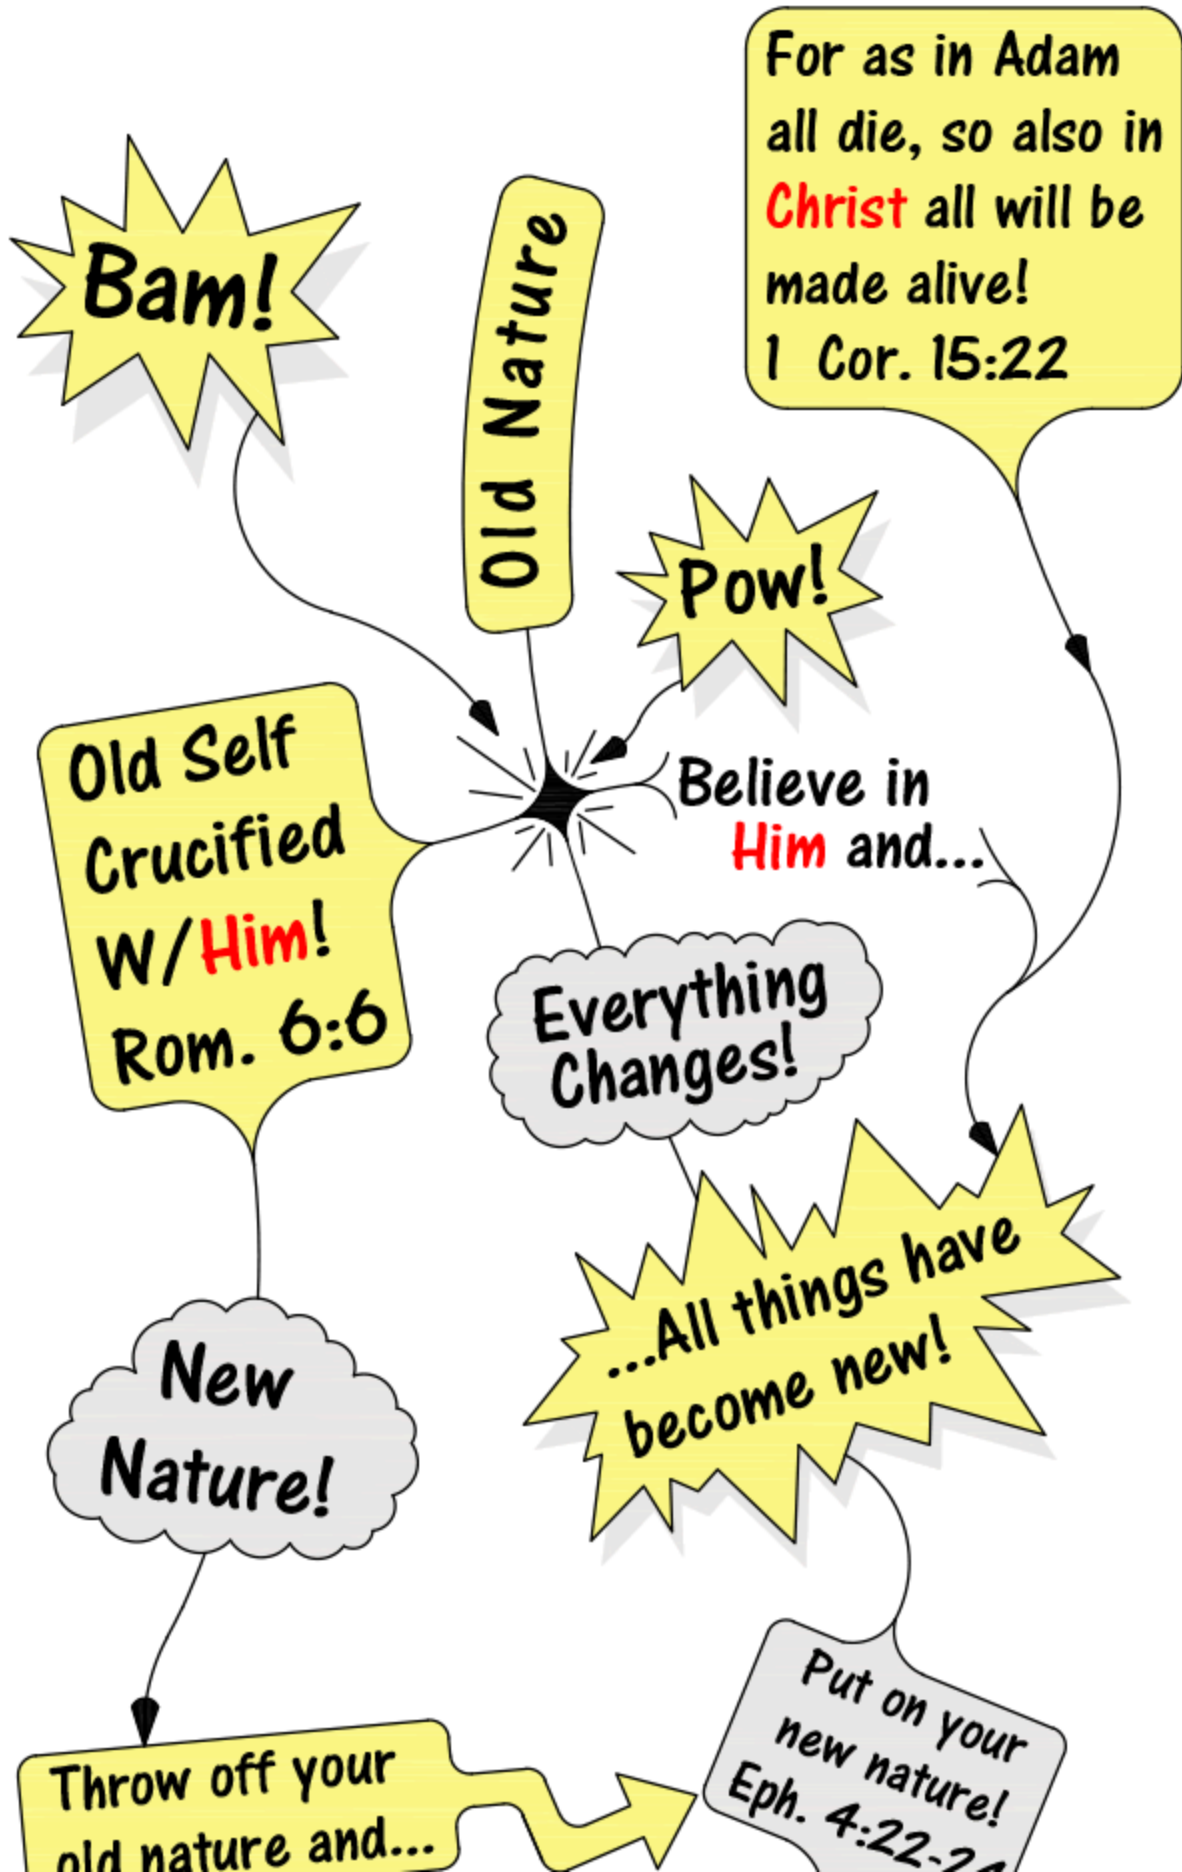 For as in Adam
all die, so also in
Christ all will be
made alive!
1 Cor. 15:22
Bam!
Old Nature
Pow!
Old Self
Crucified
W/Him!
Rom. 6:6
Believe in
Him and...
Everything
Changes!
...All things have
become new!
New
Nature!
Put on your
new nature!
Eph. 4:22-24
Throw off your
old nature and...